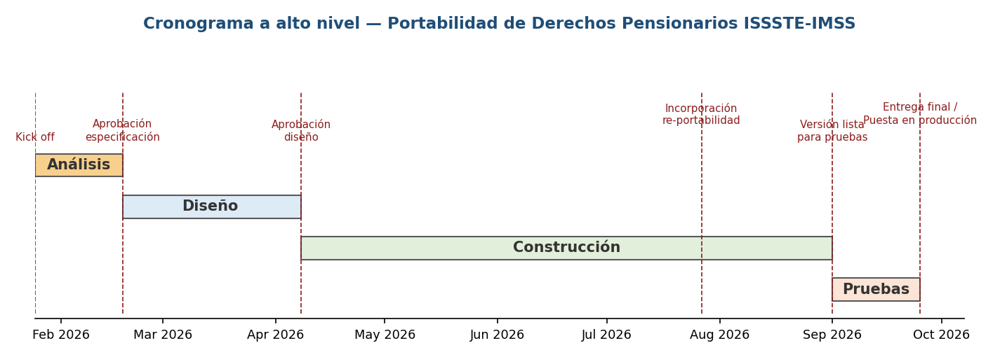 Cronograma a alto nivel — Portabilidad de Derechos Pensionarios ISSSTE-IMSS
Kick off
Aprobación
especificación
Aprobación
diseño
Incorporación
re-portabilidad
Versión lista
para pruebas
Entrega final /
Puesta en producción
Análisis
Diseño
Construcción
Pruebas
Feb 2026
Mar 2026
Apr 2026
May 2026
Jun 2026
Jul 2026
Aug 2026
Sep 2026
Oct 2026